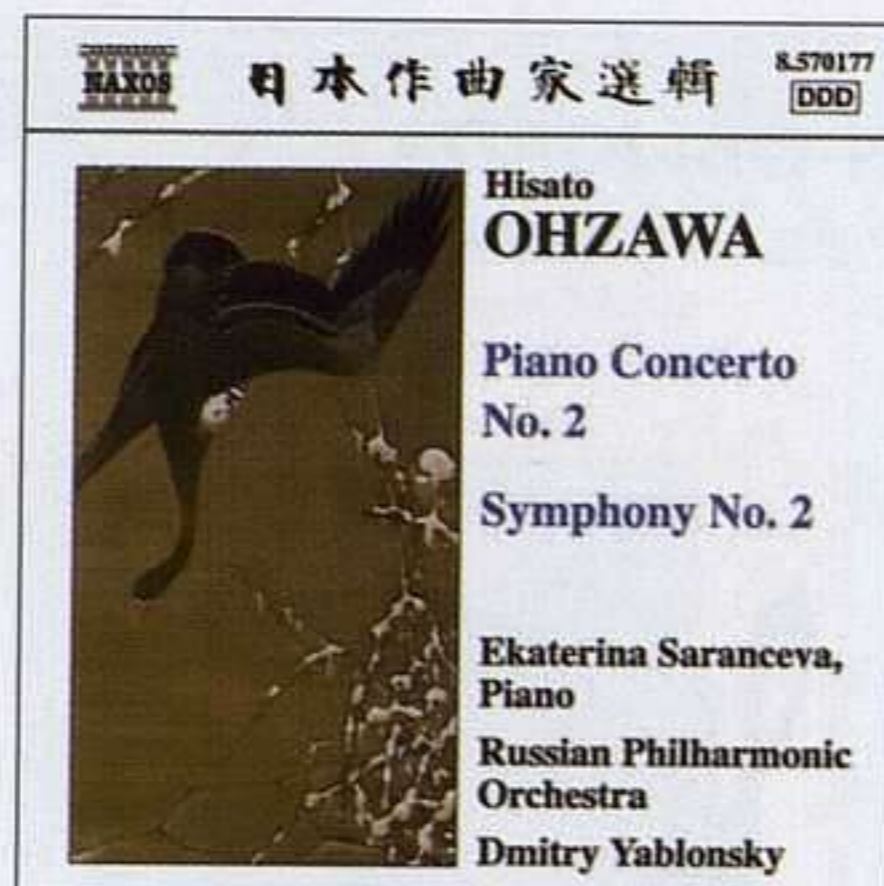 NAXOS
日本作曲家選輯
8.570177
DDD
Hisato
OHZAWA
Piano Concerto
No. 2
Symphony No. 2
Ekaterina Saranceva,
Piano
Russian Philharmonic
Orchestra
Dmitry Yablonsky